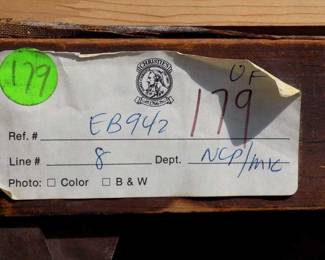 179
CHRISTIE'S
OF
179
Ref. # EB942
Line # 8 Dept. NCP/MIC
Photo: □ Color □ B & W